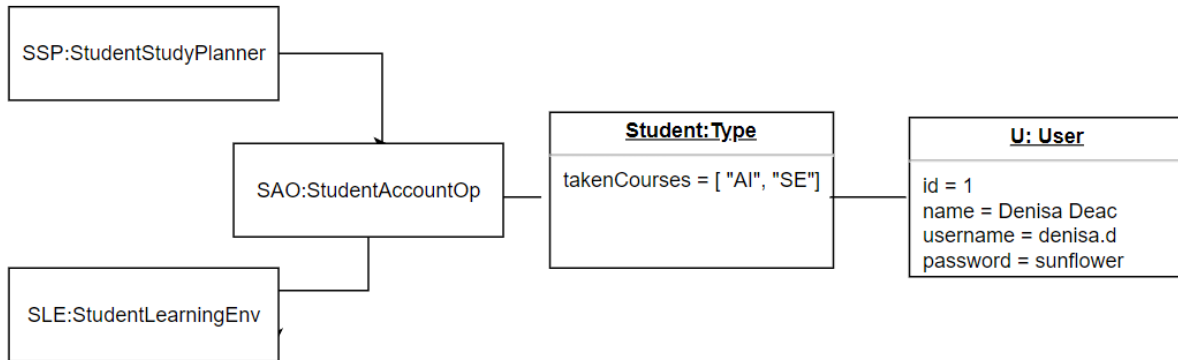 SSP:StudentStudyPlanner
SAO:StudentAccountOp
SLE:StudentLearningEnv
Student:Type
takenCourses = [ "AI", "SE"]
U: User
id = 1
name = Denisa Deac
username = denisa.d
password = sunflower